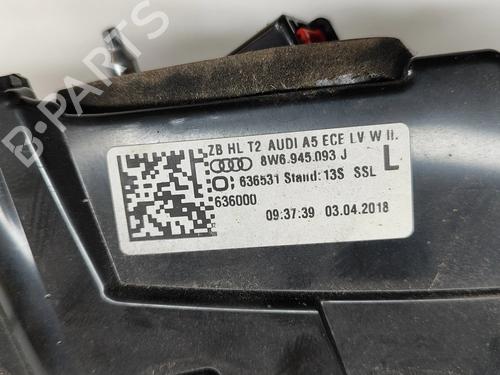 ZB HL T2 AUDI A5 ECE LV W II.
8W6.945.093 J
636531 Stand: 13S SSL
L
636000
09:37:39 03.04.2018